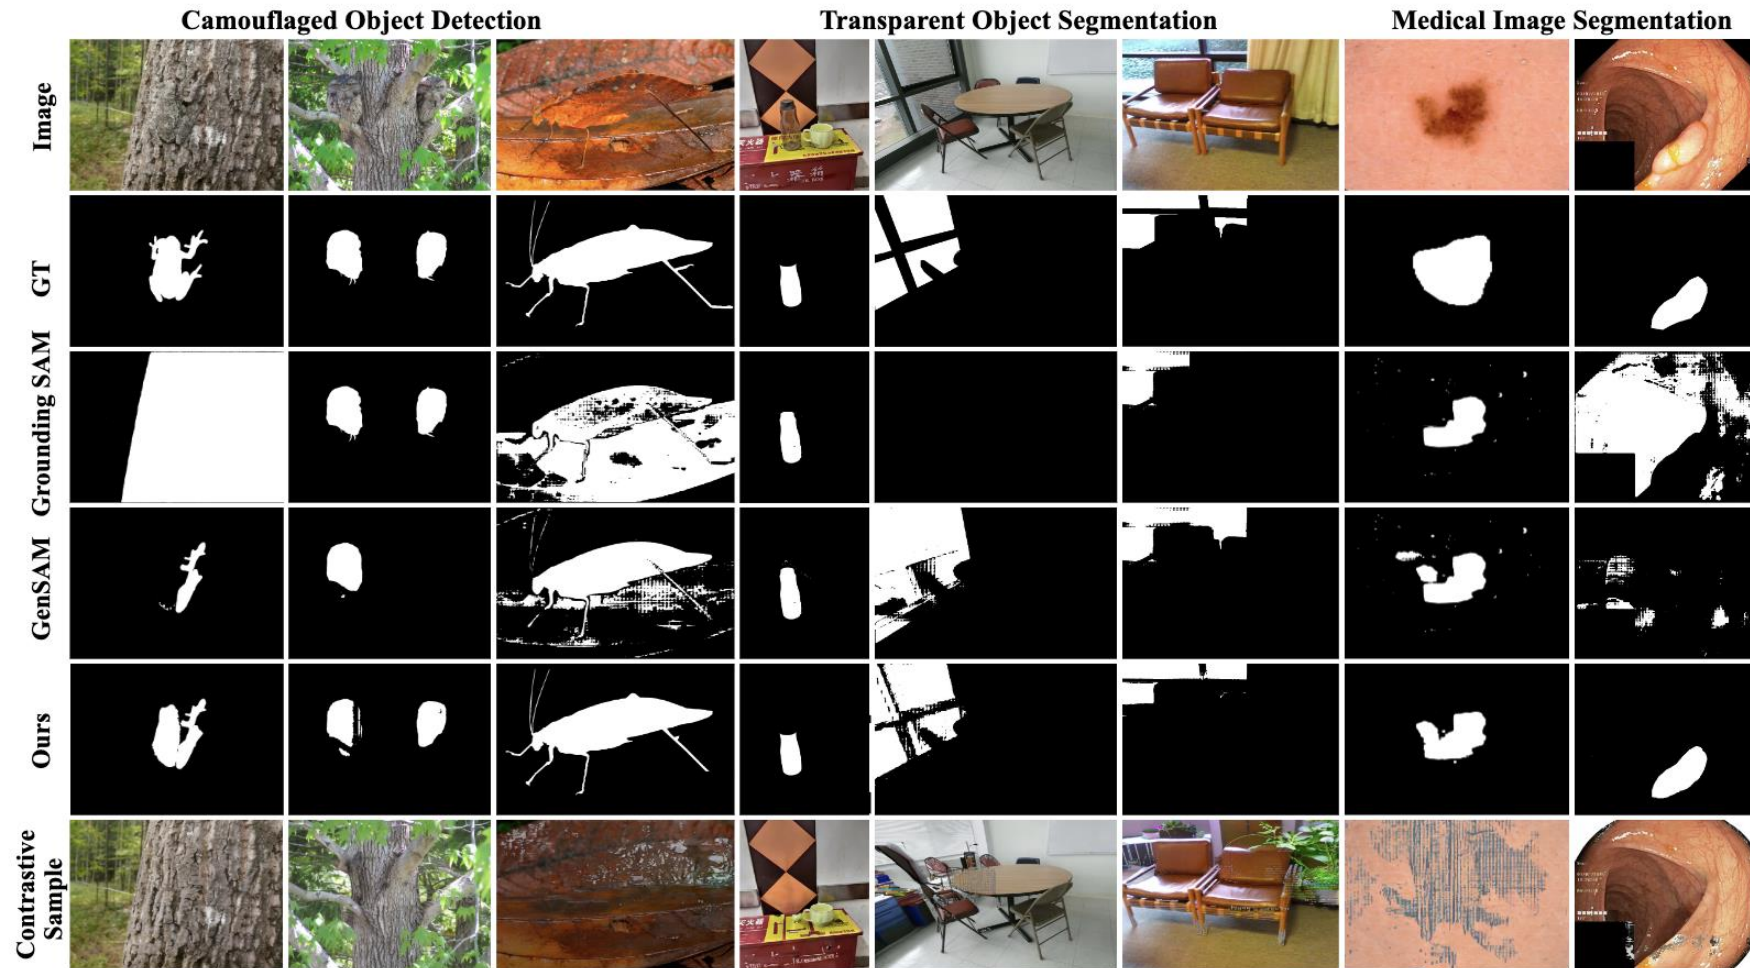 Camouflaged Object Detection
Transparent Object Segmentation
Medical Image Segmentation
Image
GT
Grounding SAM
GenSAM
Ours
Contrastive
Sample